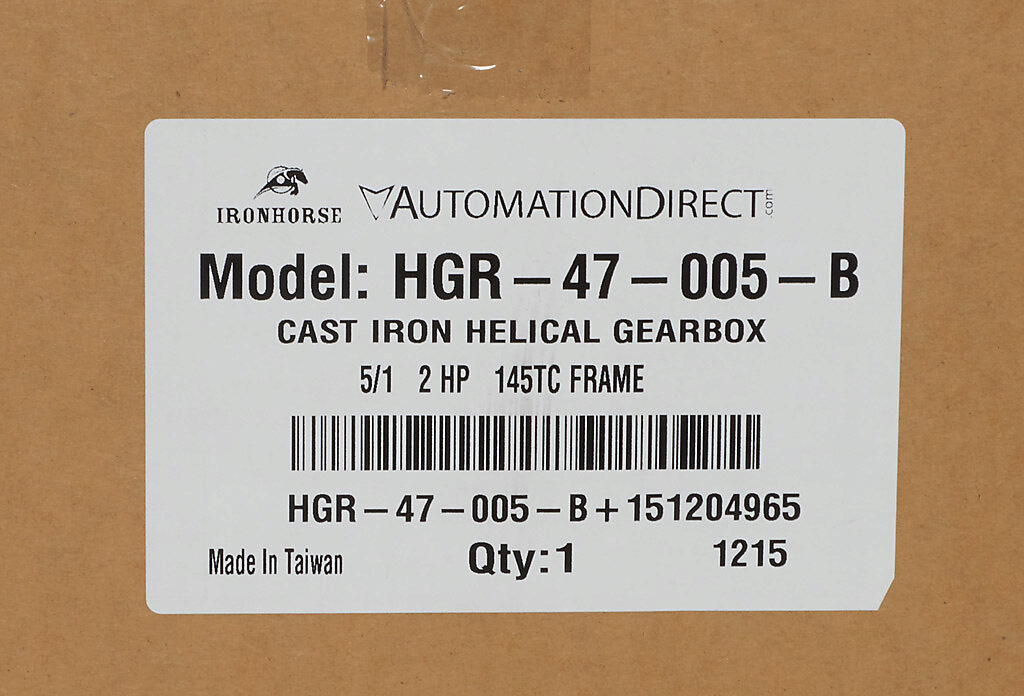 IRONHORSE AUTOMATIONDIRECT.com
Model: HGR-47-005-B
CAST IRON HELICAL GEARBOX
5/1 2 HP 145TC FRAME
HGR-47-005-B+151204965
Made In Taiwan Qty:1 1215